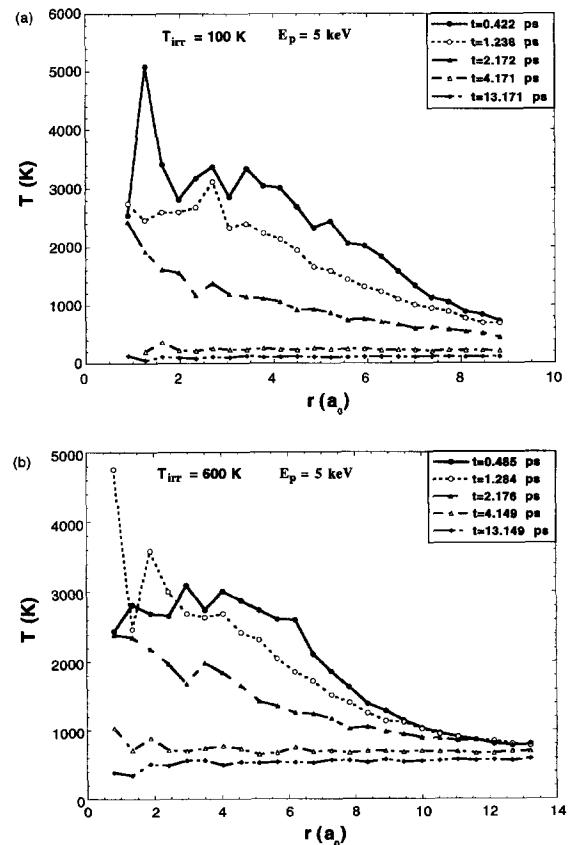 (a)
T_irr = 100 K E_p = 5 keV
t=0.422 ps
t=1.236 ps
t=2.172 ps
t=4.171 ps
t=13.171 ps
6000
5000
4000
3000
2000
1000
0
T (K)
0 2 4 6 8 10
r (a_0)
(b)
T_irr = 600 K E_p = 5 keV
t=0.485 ps
t=1.284 ps
t=2.176 ps
t=4.149 ps
t=13.149 ps
5000
4000
3000
2000
1000
0
T (K)
0 2 4 6 8 10 12 14
r (a_0)